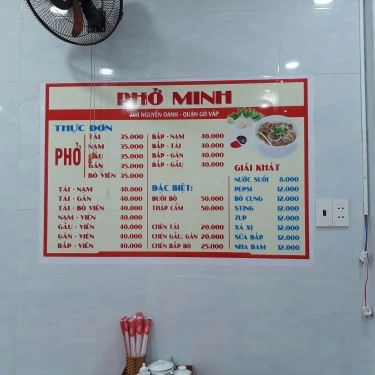 PHỞ MINH
400 NGUYỄN OANH - QUẬN GÒ VẤP
THỰC ĐƠN
PHỞ
TÁI 35.000
NẠM 35.000
GẦU 35.000
GÂN 35.000
BÒ VIÊN 35.000
TÁI - NẠM 40.000
TÁI - GÂN 40.000
TÁI - BÒ VIÊN 40.000
NẠM - VIÊN 40.000
GẦU - VIÊN 40.000
GÂN - VIÊN 40.000
BẮP - VIÊN 40.000
BẮP - NẠM 40.000
BẮP - TÁI 40.000
BẮP - GÂN 40.000
BẮP - GẦU 40.000
ĐẶC BIỆT:
ĐUÔI BÒ 50.000
THẬP CẨM 50.000
CHÉN TÁI 20.000
CHÉN GẦU, GÂN 20.000
CHÉN BẮP BÒ 25.000
GIẢI KHÁT
NƯỚC SUỐI 8.000
PEPSI 12.000
BÒ CỤNG 12.000
STING 12.000
7UP 12.000
XÁ XỊ 12.000
SỮA BẮP 12.000
NHA ĐAM 12.000